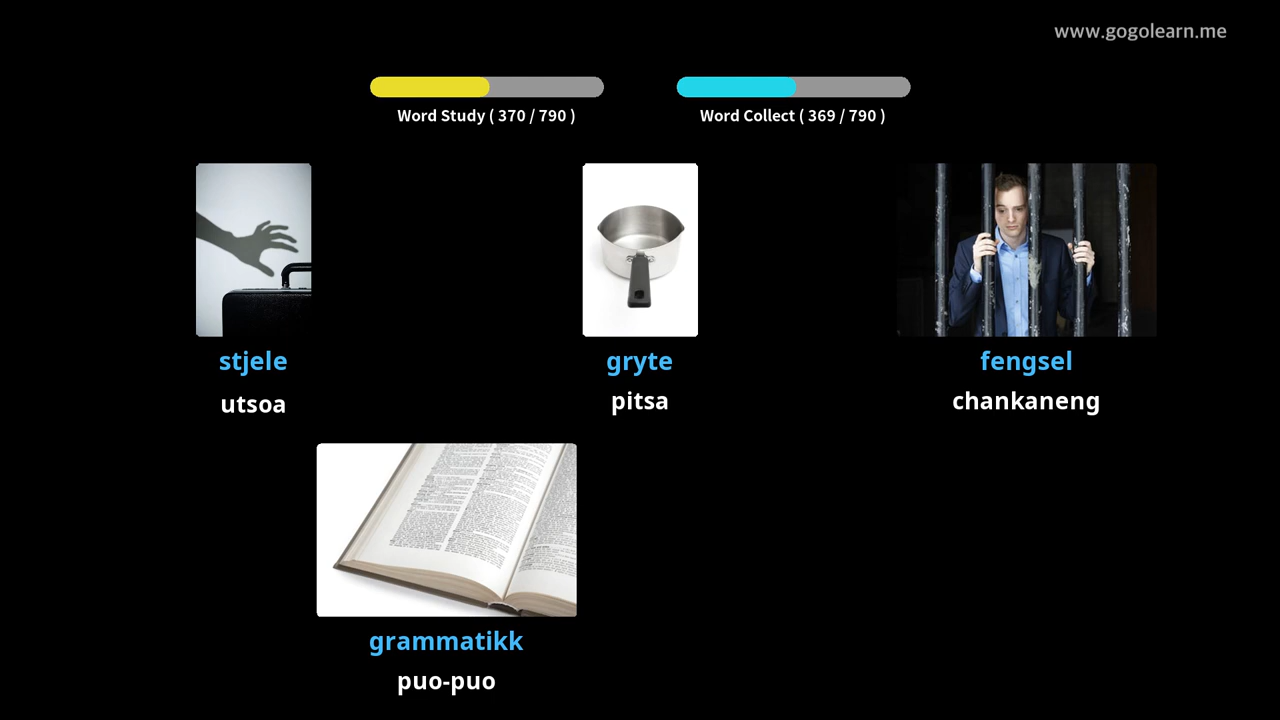 www.gogolearn.me
Word Study ( 370 / 790 )
Word Collect ( 369 / 790 )
stjele
utsoa
gryte
pitsa
fengsel
chankaneng
grammatikk
puo-puo